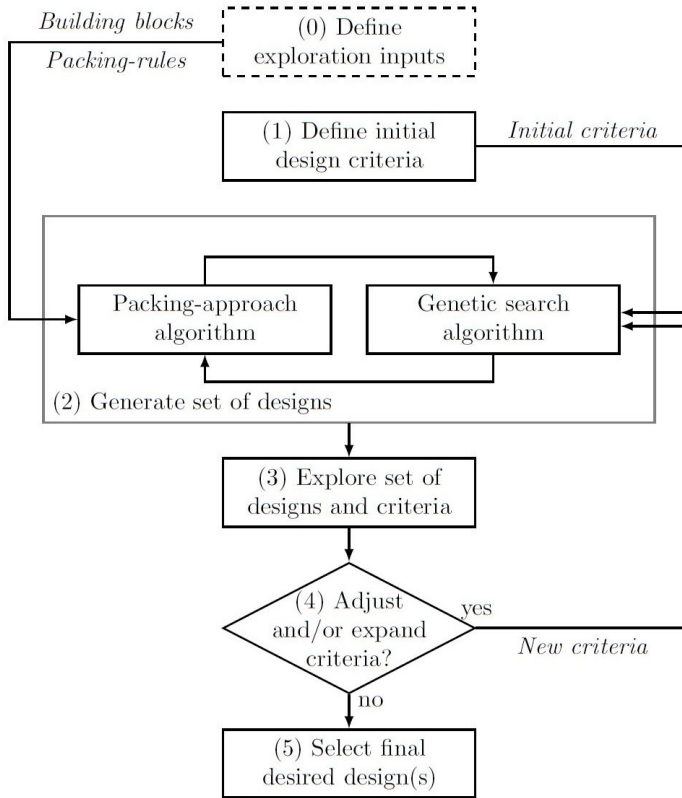 Building blocks
Packing-rules
(0) Define
exploration inputs
(1) Define initial
design criteria
Initial criteria
Packing-approach
algorithm
Genetic search
algorithm
(2) Generate set of designs
(3) Explore set of
designs and criteria
(4) Adjust
and/or expand
criteria?
yes
New criteria
no
(5) Select final
desired design(s)